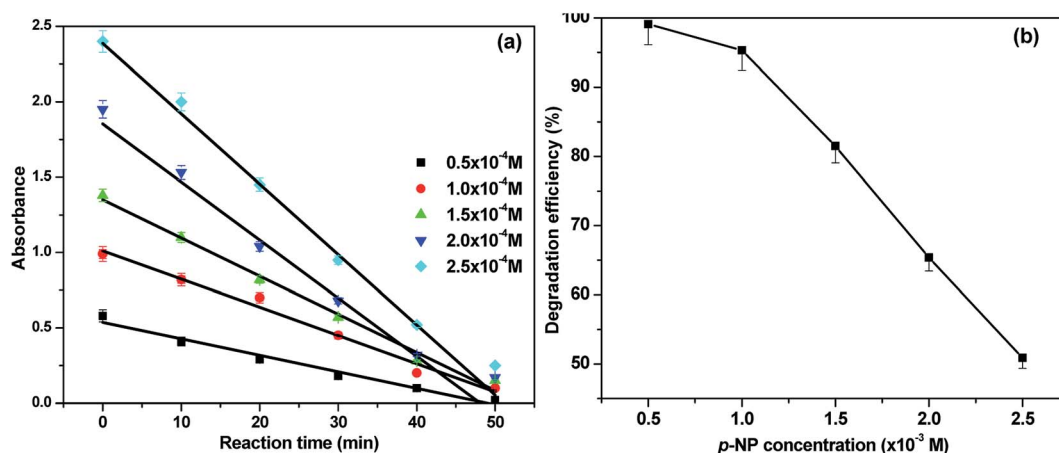 (a)
Absorbance
2.5
2.0
1.5
1.0
0.5
0.0
0.5x10⁻⁴M
1.0x10⁻⁴M
1.5x10⁻⁴M
2.0x10⁻⁴M
2.5x10⁻⁴M
0 10 20 30 40 50
Reaction time (min)
(b)
Degradation efficiency (%)
100
90
80
70
60
50
0.5 1.0 1.5 2.0 2.5
p-NP concentration (x10⁻³ M)